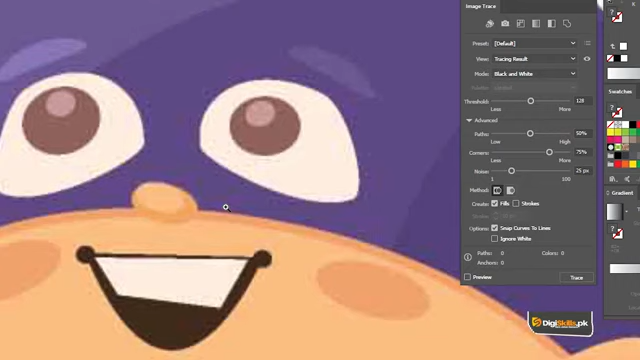 Image Trace
Preset: [Default]
View: Tracing Result
Mode: Black and White
Threshold: 128
Less More
Advanced
Paths: 50%
Low High
Corners: 75%
Less More
Noise: 25 px
1 100
Method:
Create: Fills Strokes
Options: Snap Curves To Lines
Ignore White
Paths: 0 Colors: 0
Anchors: 0
Preview Trace
Swatches
Gradient
Type:
DigiSkills.pk